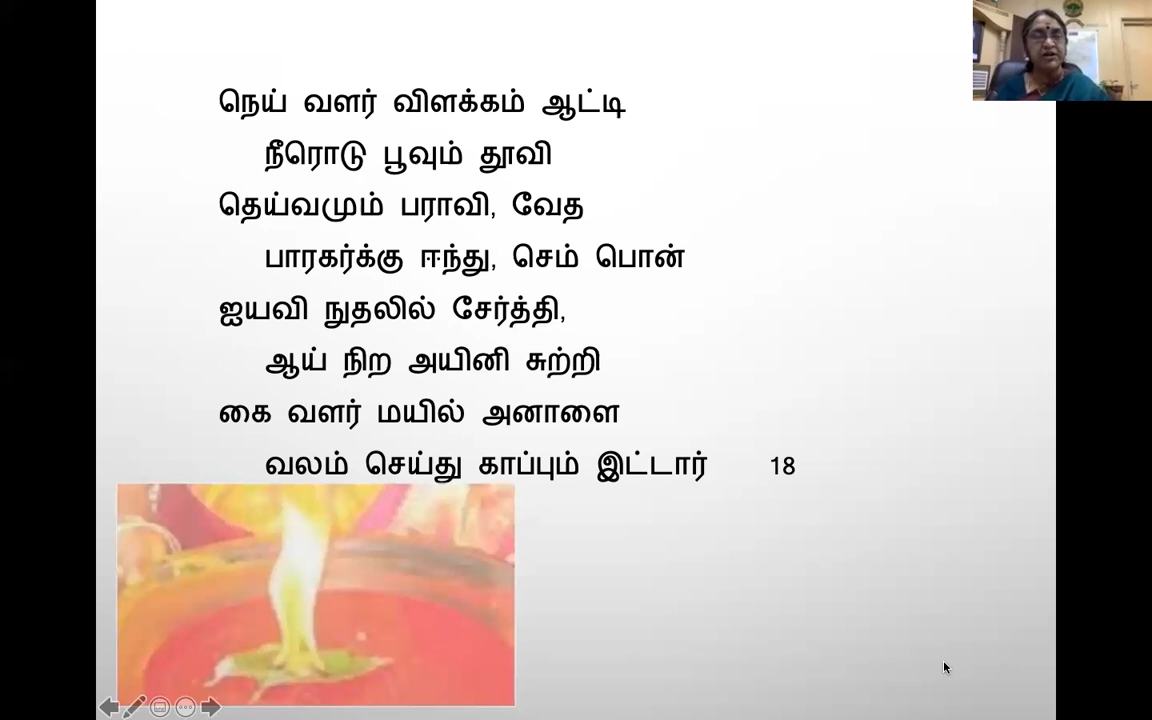 நெய் வளர் விளக்கம் ஆட்டி
நீரொடு பூவும் தூவி
தெய்வமும் பராவி, வேத
பாரகர்க்கு ஈந்து, செம் பொன்
ஐயவி நுதலில் சேர்த்தி,
ஆய் நிற அயினி சுற்றி
கை வளர் மயில் அனாளை
வலம் செய்து காப்பும் இட்டார் 18